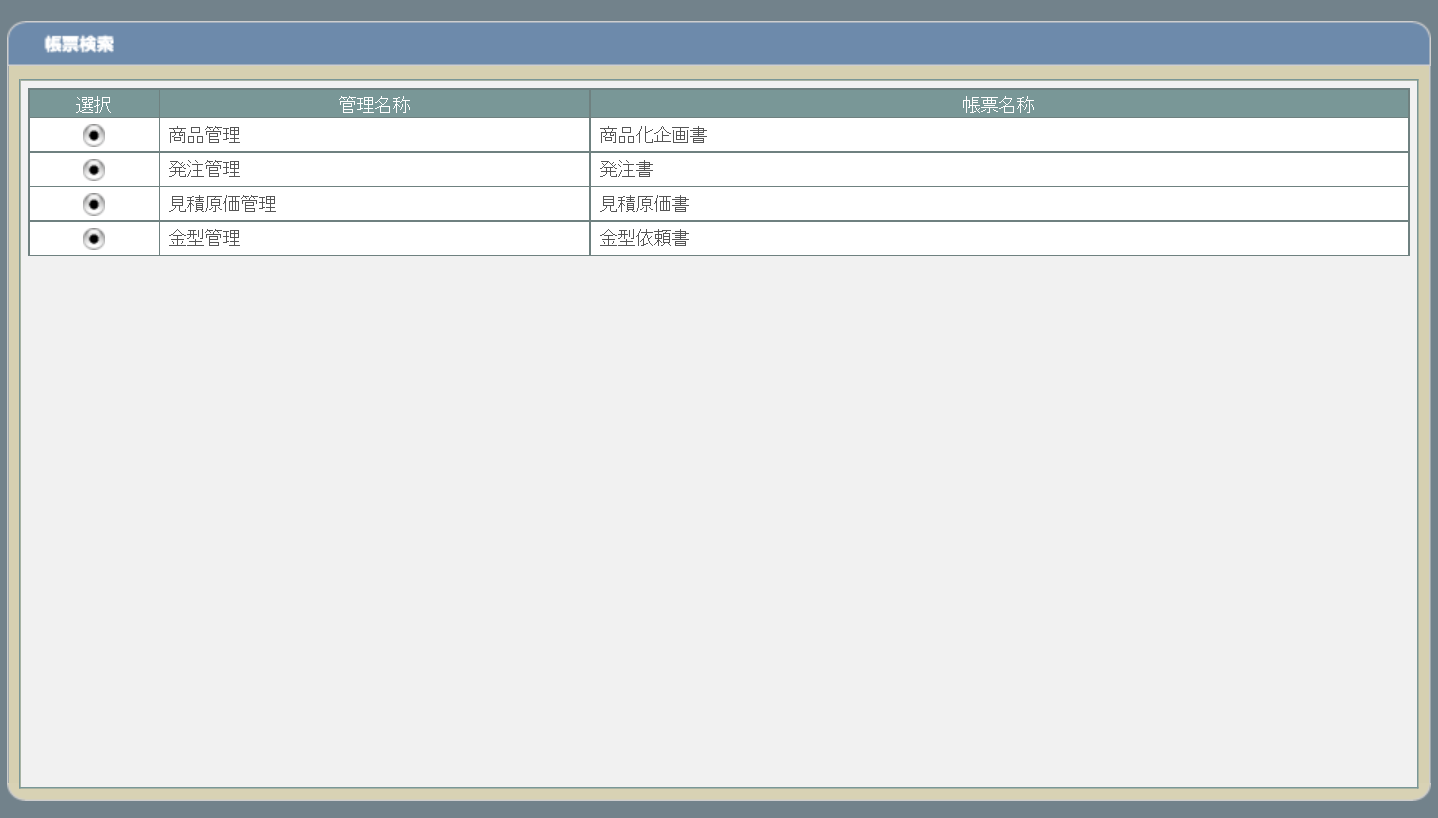 帳票検索
選択 管理名称 帳票名称
商品管理 商品化企画書
発注管理 発注書
見積原価管理 見積原価書
金型管理 金型依頼書